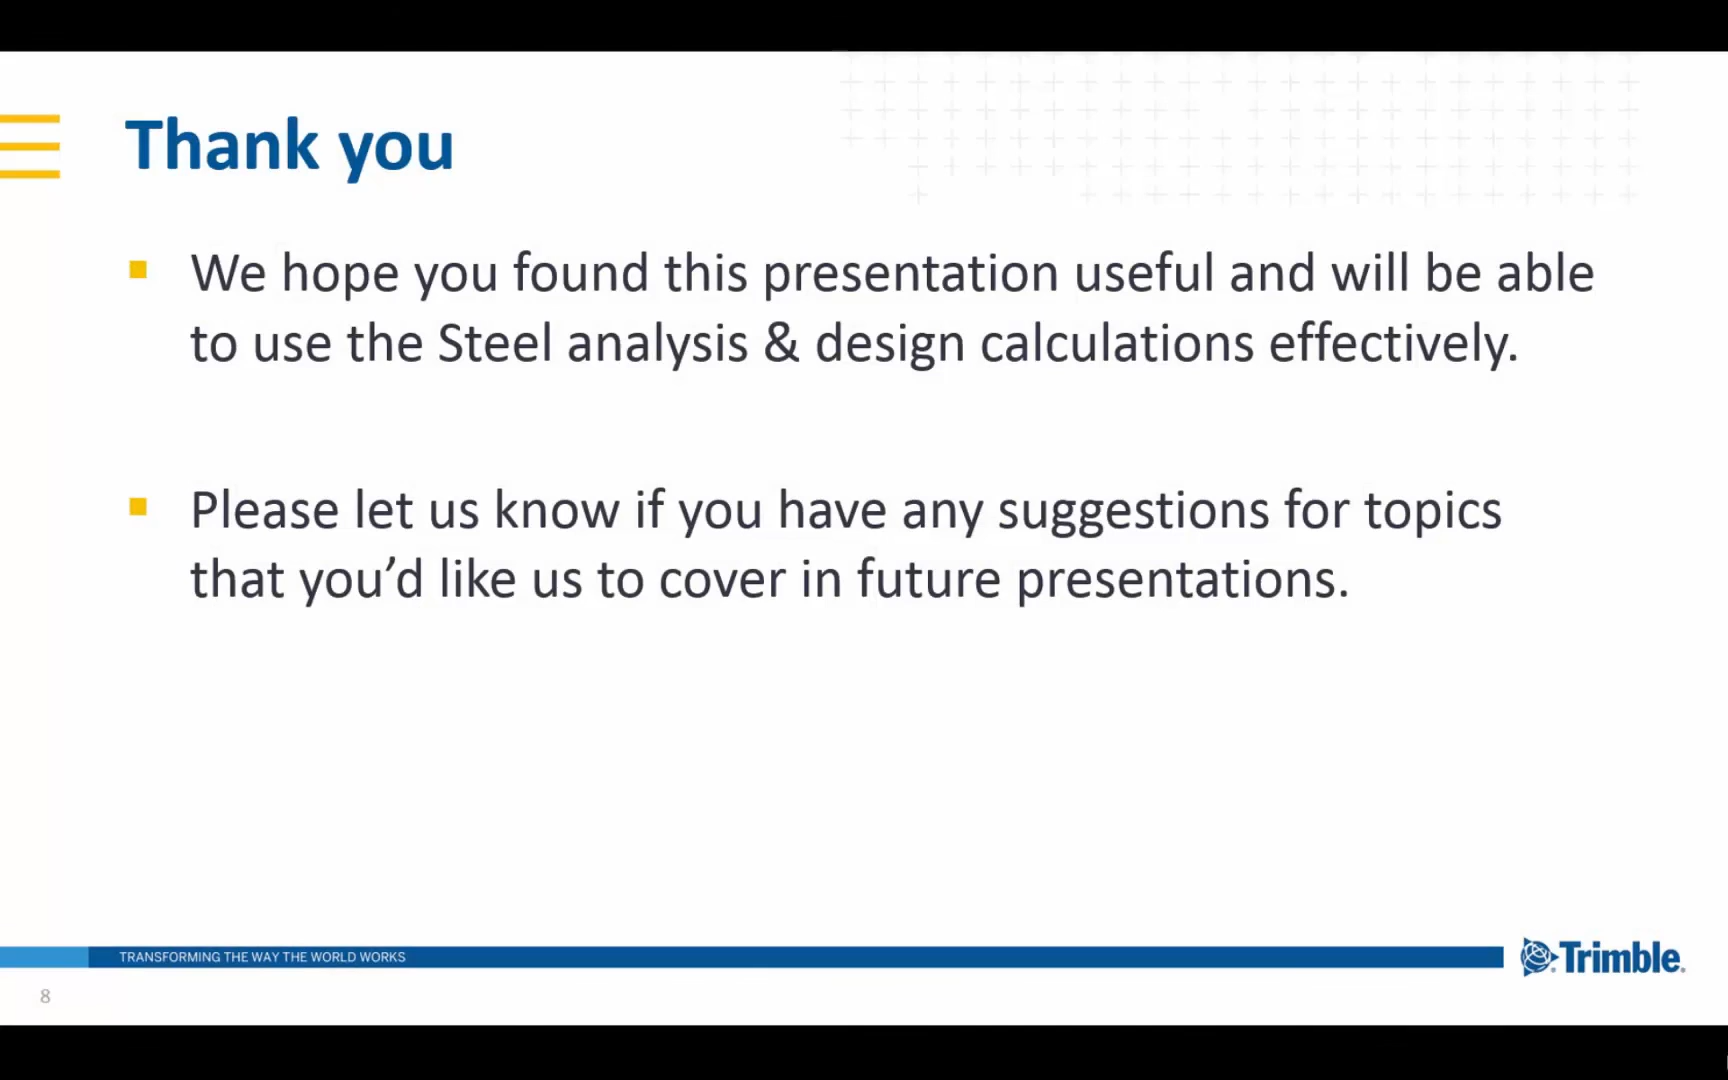 Thank you
We hope you found this presentation useful and will be able
to use the Steel analysis & design calculations effectively.
Please let us know if you have any suggestions for topics
that you’d like us to cover in future presentations.
TRANSFORMING THE WAY THE WORLD WORKS
Trimble.
8